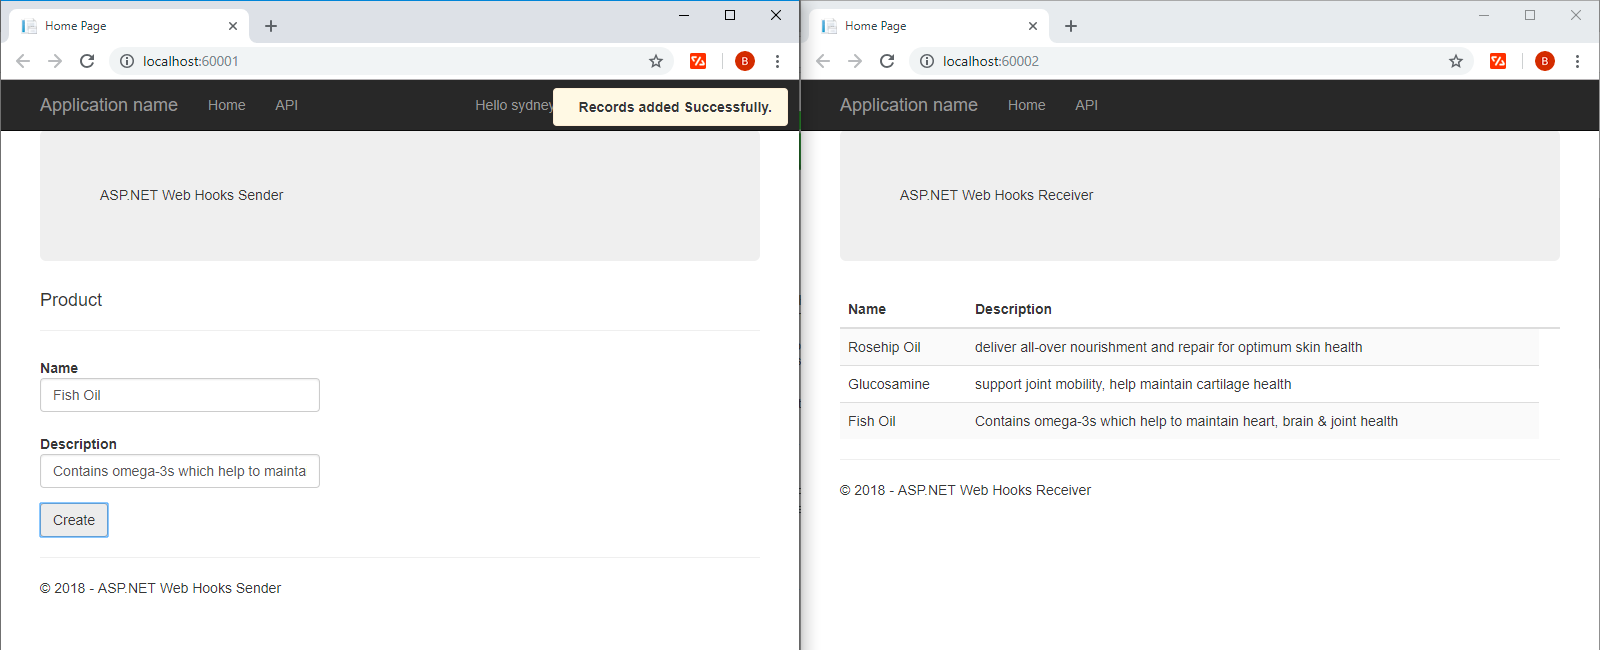 Home Page
localhost:60001
B
Application name Home API Hello sydney
Records added Successfully.
ASP.NET Web Hooks Sender
Product
Name
Fish Oil
Description
Contains omega-3s which help to mainta
Create
© 2018 - ASP.NET Web Hooks Sender
Home Page
localhost:60002
B
Application name Home API
ASP.NET Web Hooks Receiver
Name Description
Rosehip Oil deliver all-over nourishment and repair for optimum skin health
Glucosamine support joint mobility, help maintain cartilage health
Fish Oil Contains omega-3s which help to maintain heart, brain & joint health
© 2018 - ASP.NET Web Hooks Receiver